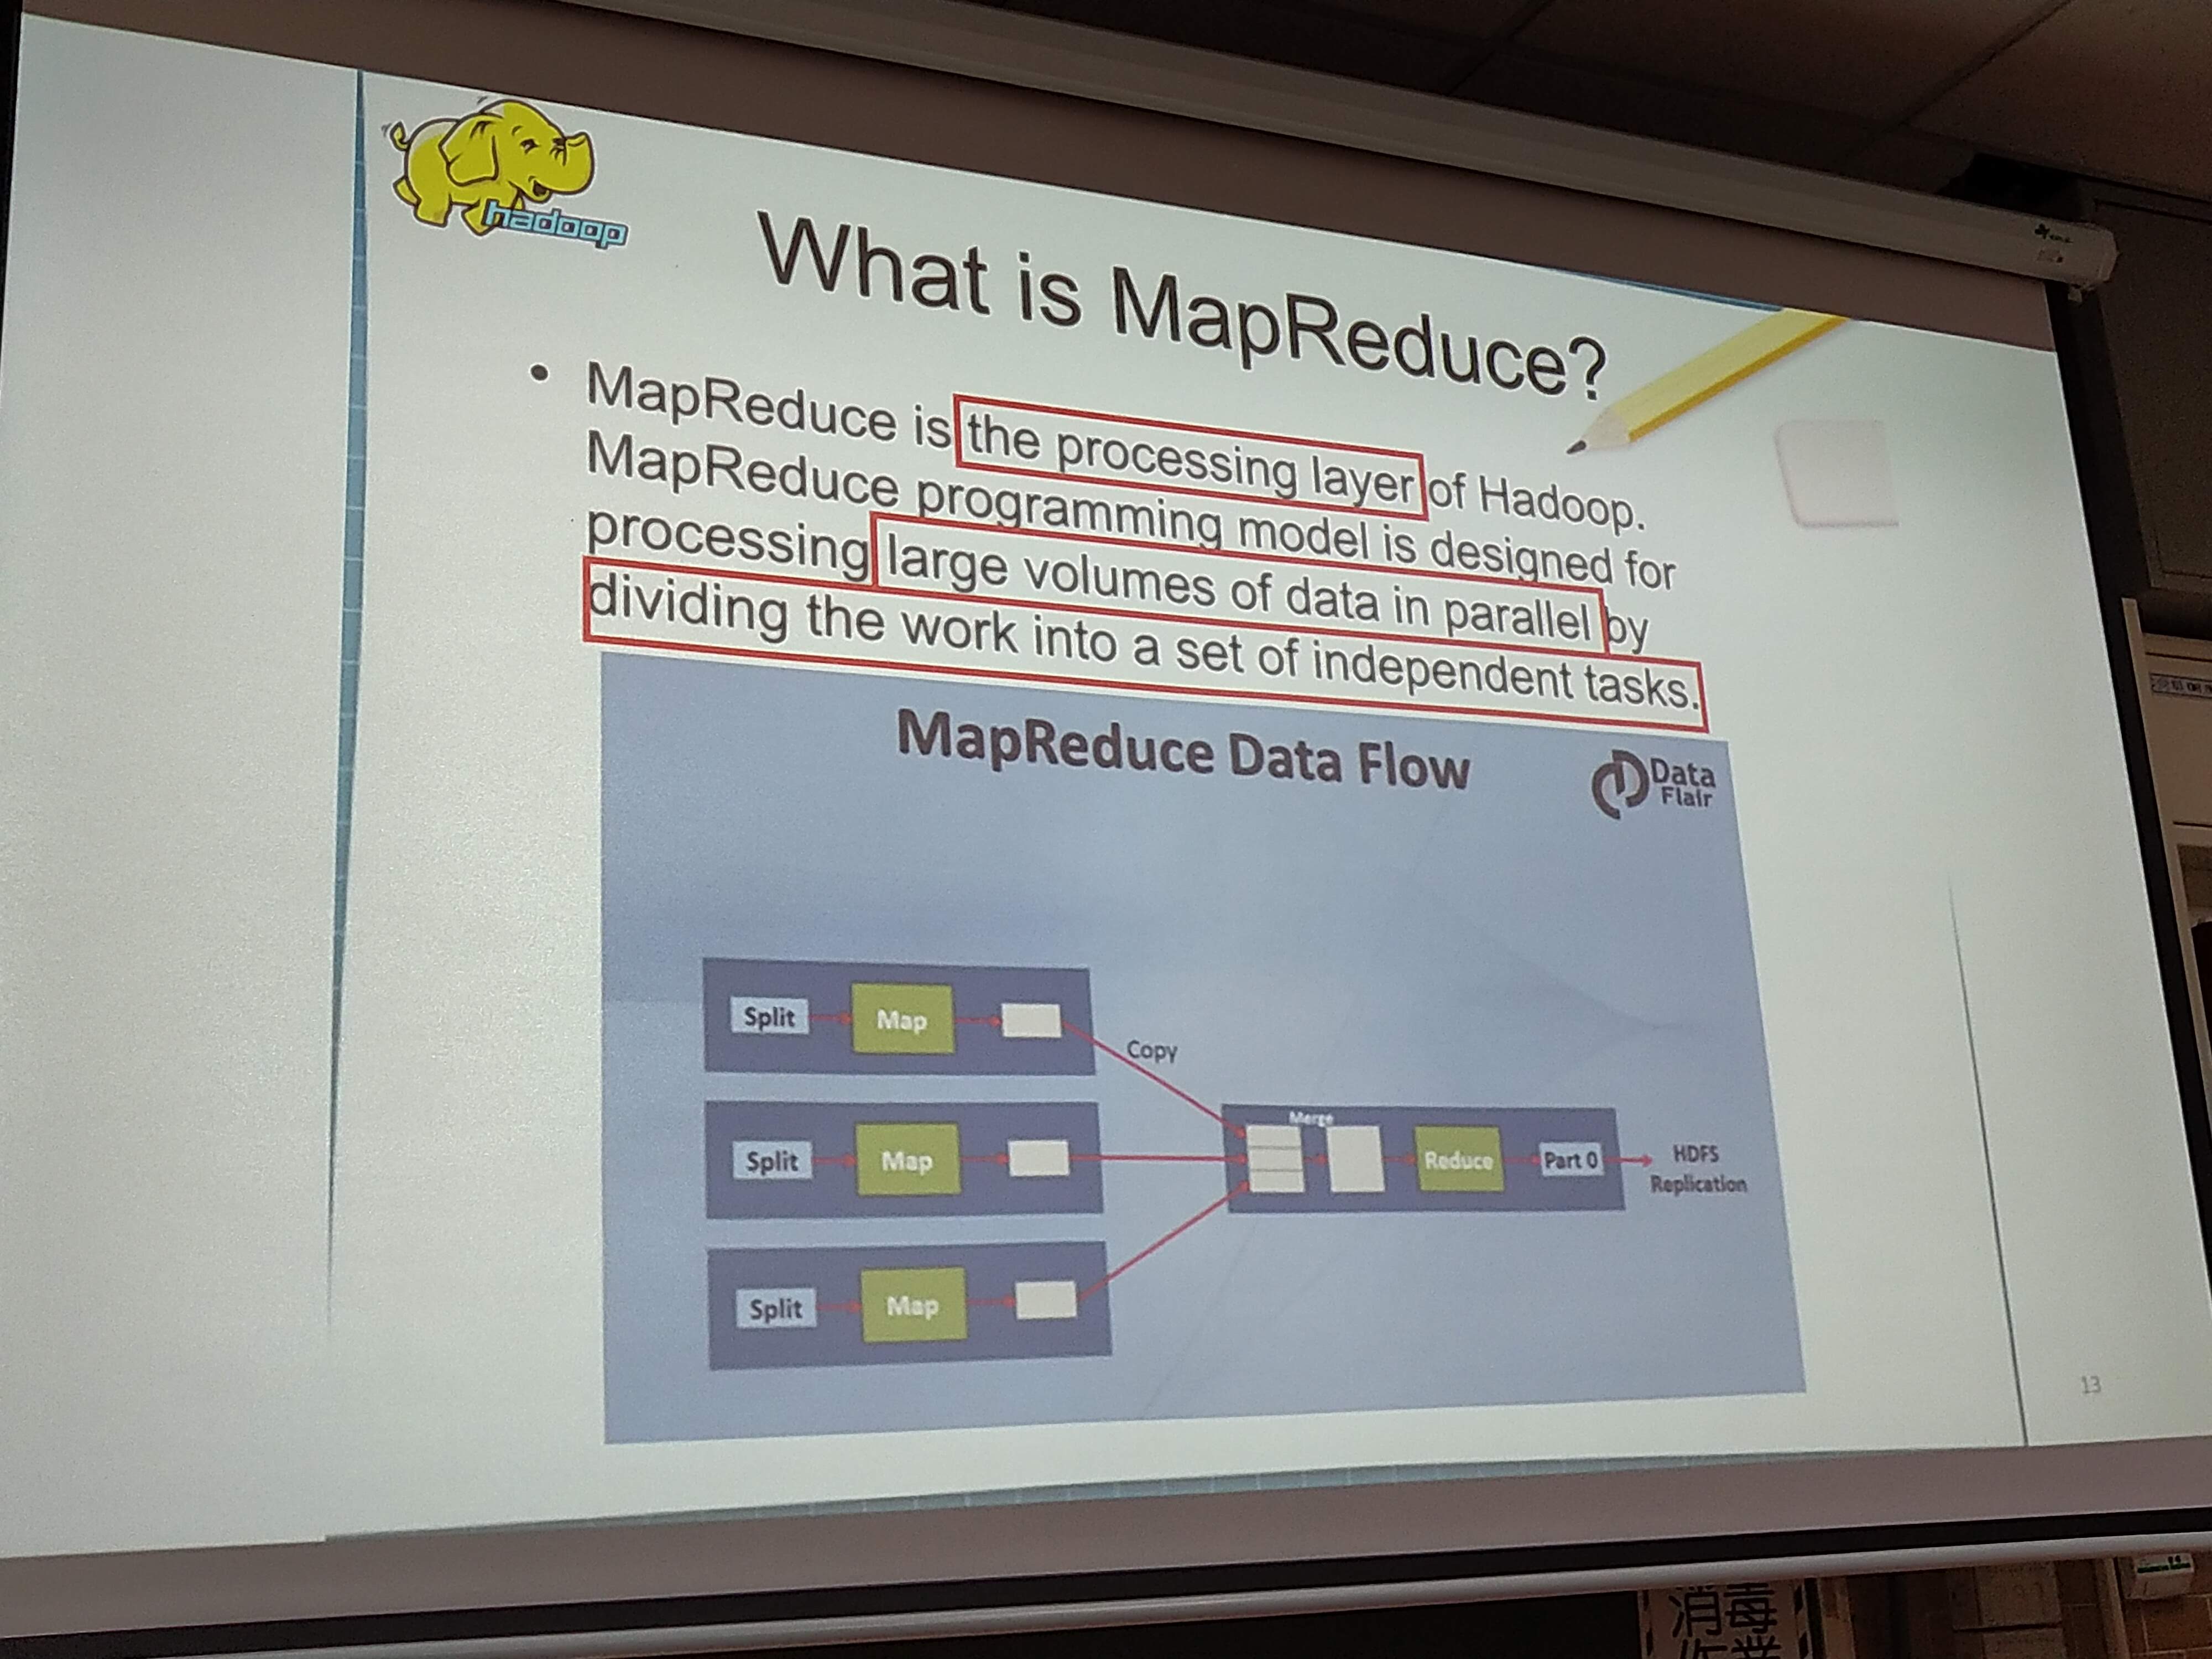 hadoop
What is MapReduce?
• MapReduce is the processing layer of Hadoop.
MapReduce programming model is designed for
processing large volumes of data in parallel by
dividing the work into a set of independent tasks.
MapReduce Data Flow
Data
Flair
Split
Map
Copy
Split
Map
Merge
Reduce
Part 0
HDFS
Replication
Split
Map
13
消毒
作業